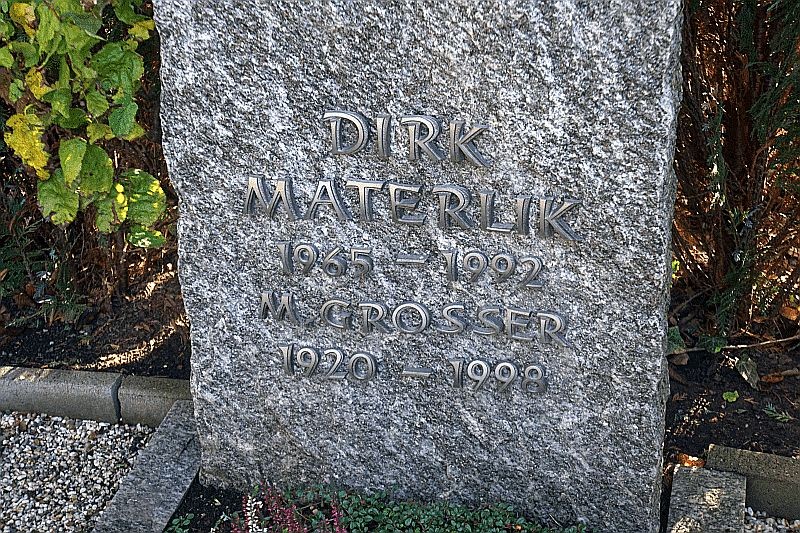 DIRK
MATERLIK
1965 – 1992
M. GROSSER
1920 – 1998